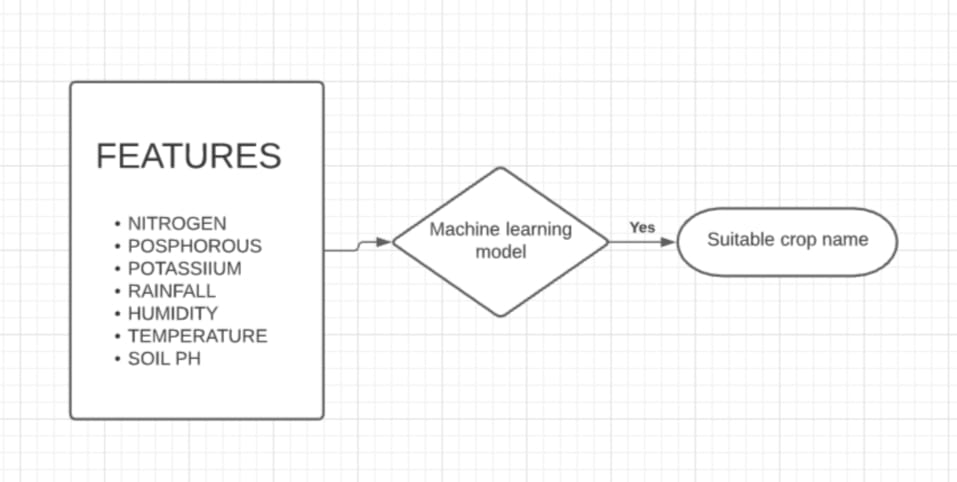 FEATURES
• NITROGEN
• POSPHOROUS
• POTASSIIUM
• RAINFALL
• HUMIDITY
• TEMPERATURE
• SOIL PH
Machine learning
model
Yes
Suitable crop name